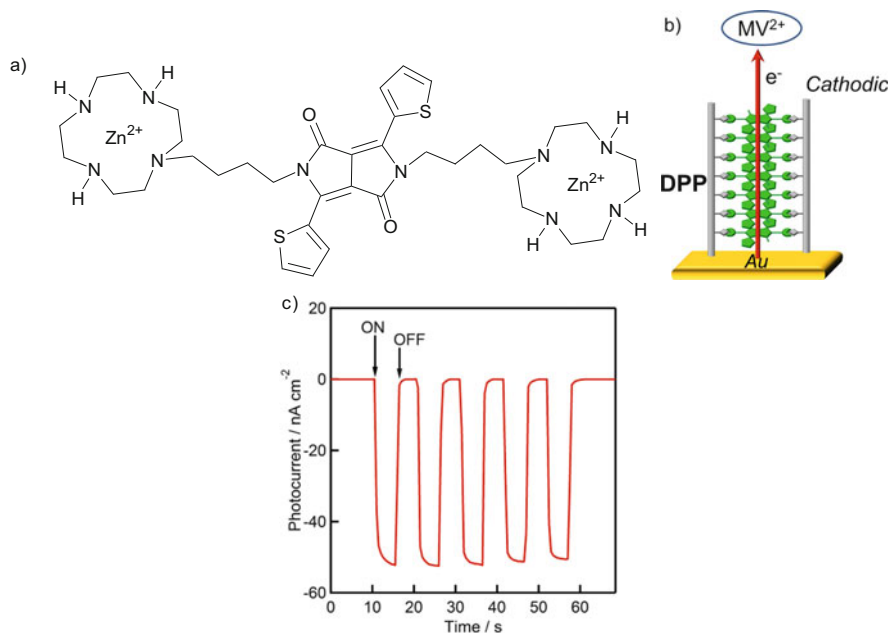 a)
H
N
N
H
Zn2+
N
N
H
O
N
S
N
O
S
N
N
H
Zn2+
N
H
N
H
b)
MV2+
e-
Cathodic
DPP
Au
c)
20
0
-20
-40
-60
ON
OFF
Photocurrent / nA cm-2
0
10
20
30
40
50
60
Time / s